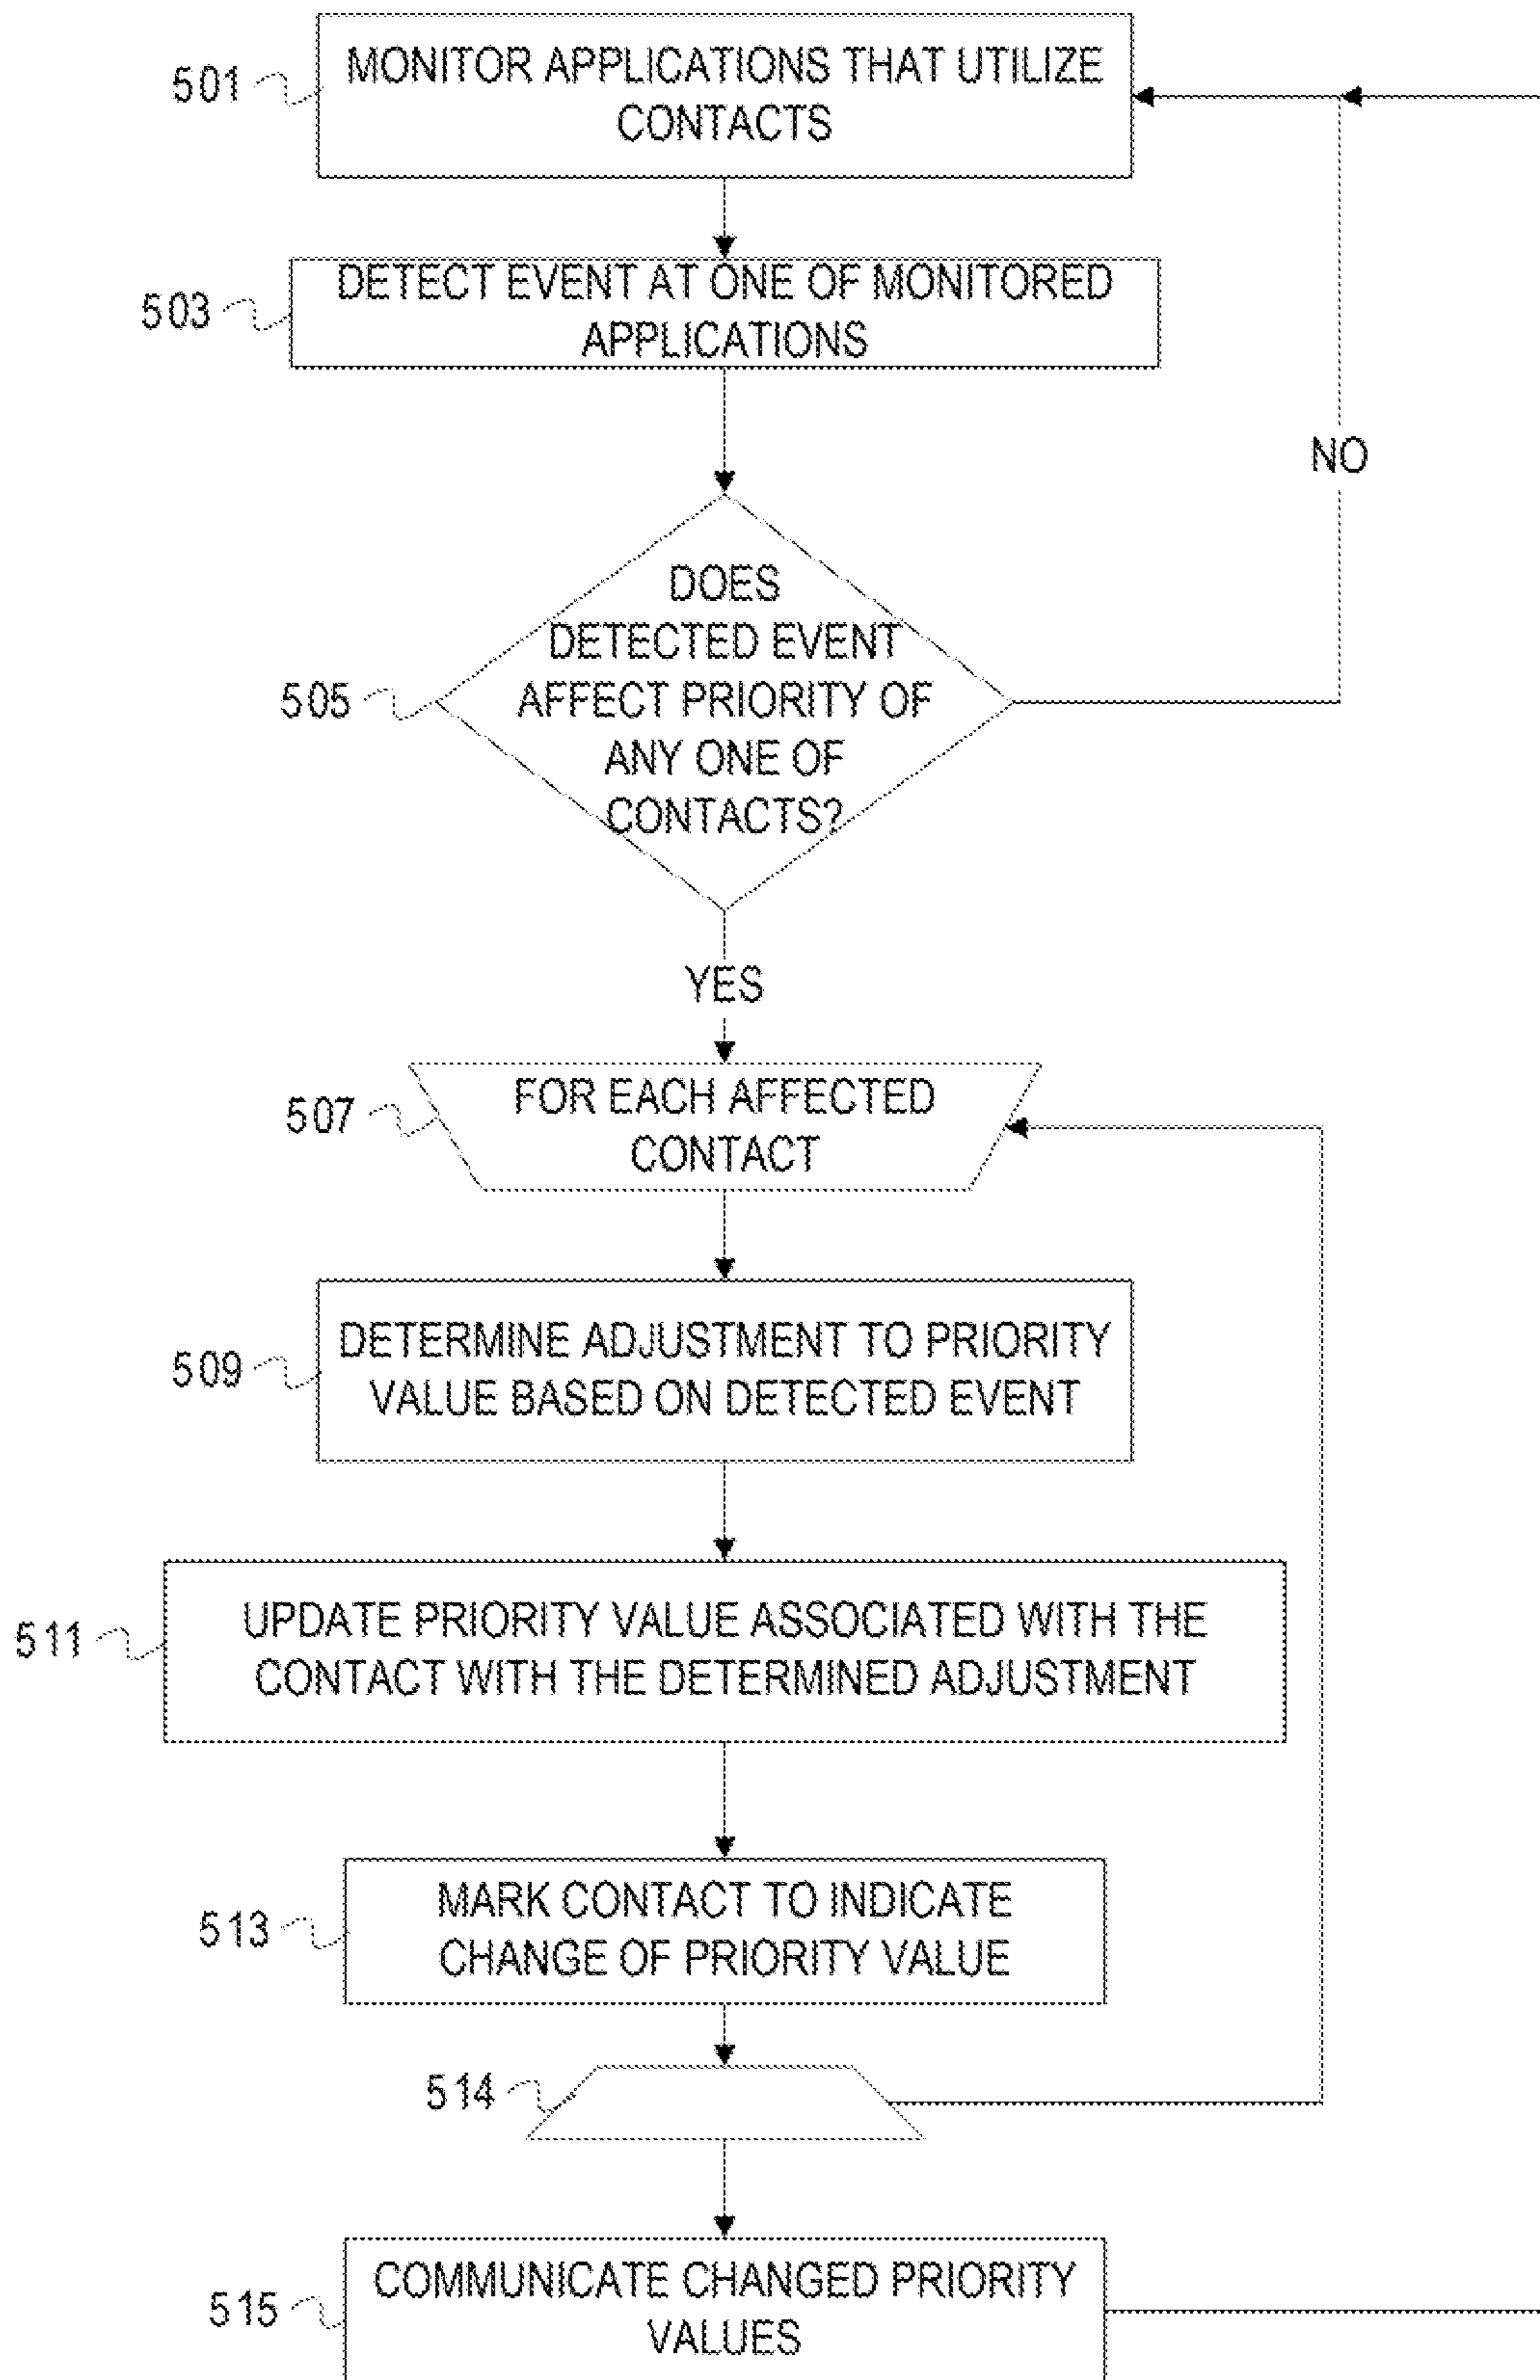 501
MONITOR APPLICATIONS THAT UTILIZE
CONTACTS
503
DETECT EVENT AT ONE OF MONITORED
APPLICATIONS
505
DOES
DETECTED EVENT
AFFECT PRIORITY OF
ANY ONE OF
CONTACTS?
NO
YES
507
FOR EACH AFFECTED
CONTACT
509
DETERMINE ADJUSTMENT TO PRIORITY
VALUE BASED ON DETECTED EVENT
511
UPDATE PRIORITY VALUE ASSOCIATED WITH THE
CONTACT WITH THE DETERMINED ADJUSTMENT
513
MARK CONTACT TO INDICATE
CHANGE OF PRIORITY VALUE
514
515
COMMUNICATE CHANGED PRIORITY
VALUES